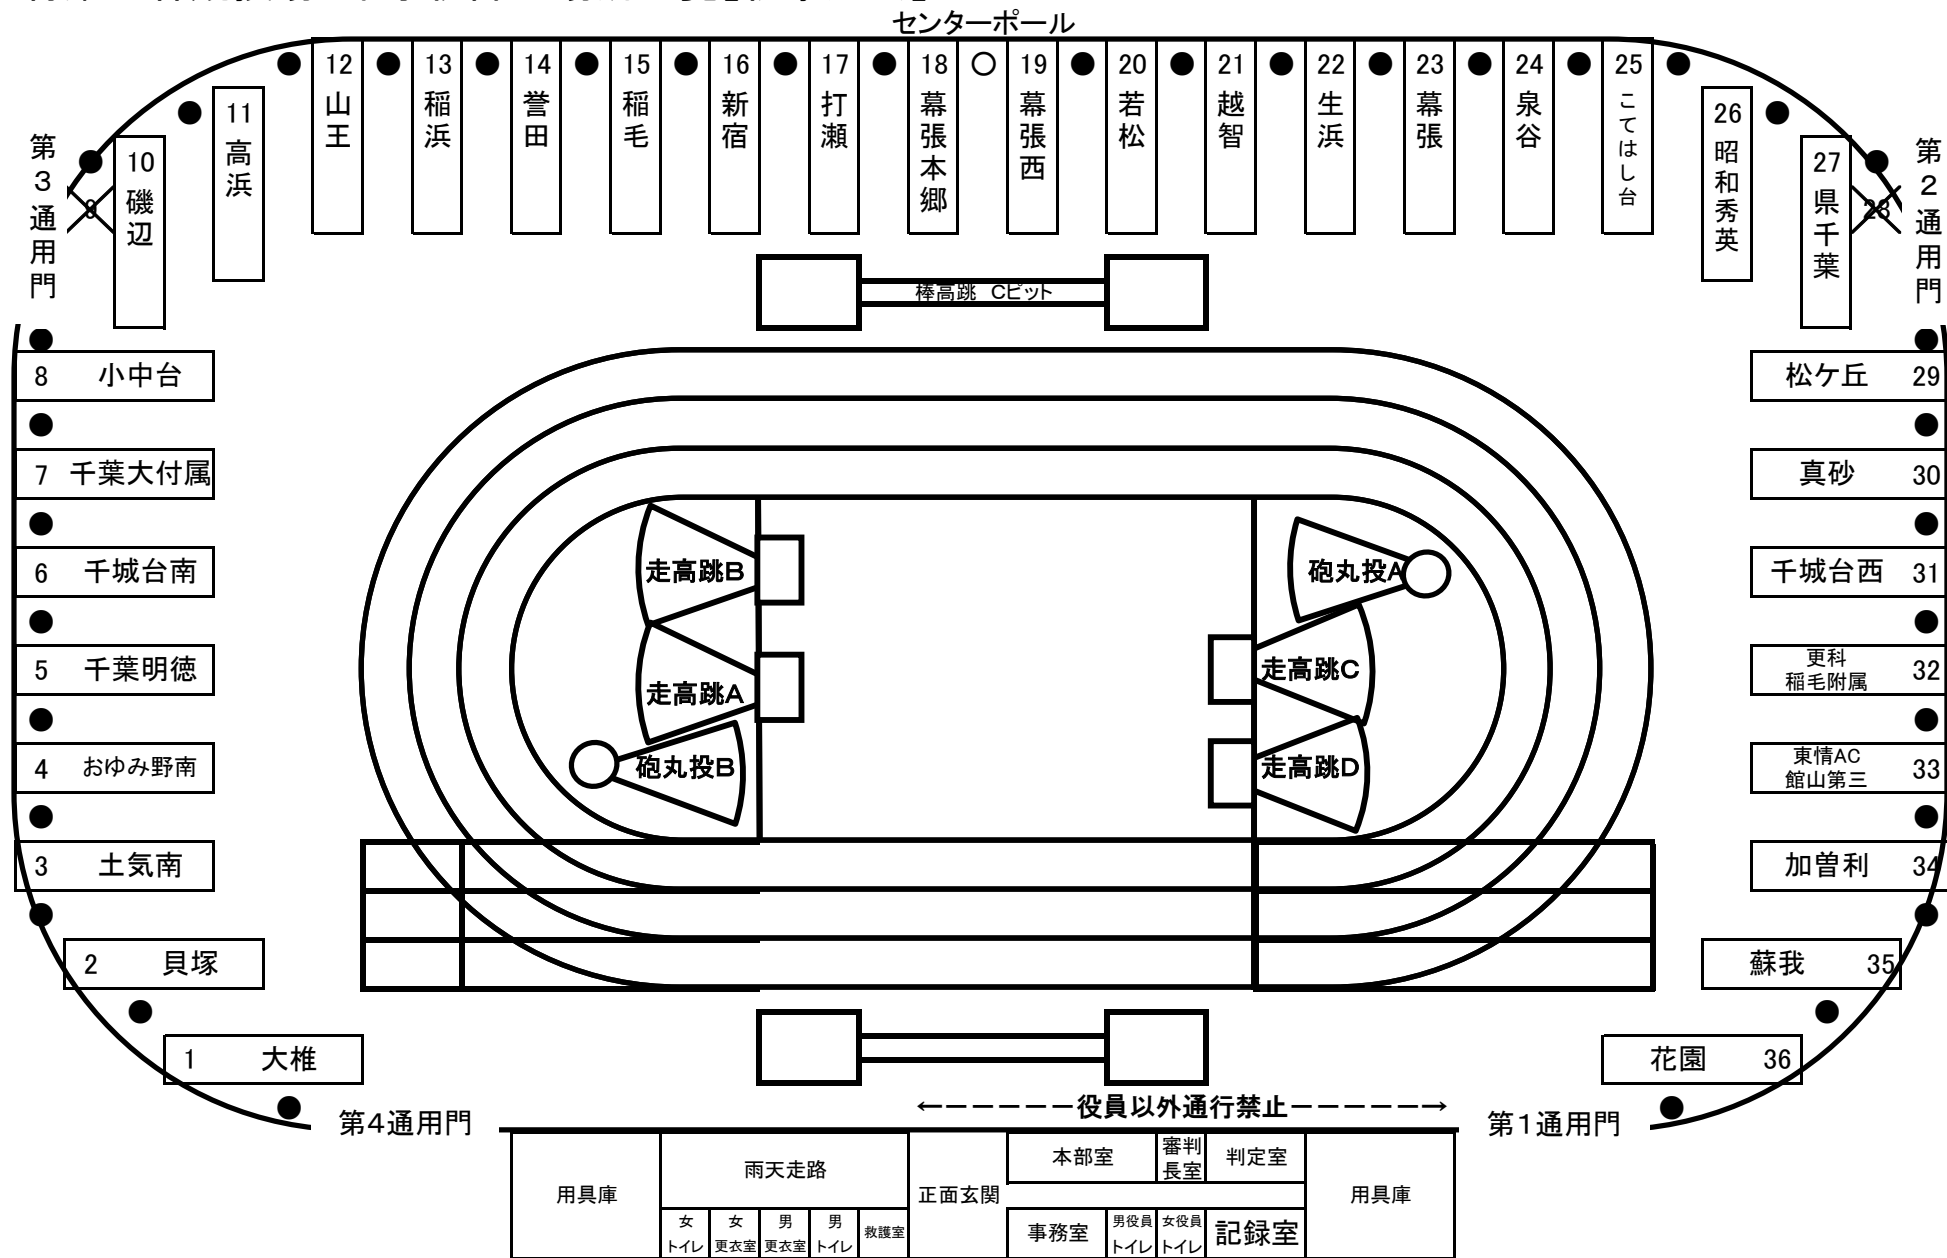 センターポール
12 山王
13 稲浜
14 誉田
15 稲毛
16 新宿
17 打瀬
18 幕張本郷
19 幕張西
20 若松
21 越智
22 生浜
23 幕張
24 泉谷
25 こてはし台
11 高浜
26 昭和秀英
第3通用門
10 磯辺
9
27 県千葉
28
第2通用門
棒高跳 Cピット
8 小中台
松ケ丘 29
7 千葉大付属
真砂 30
6 千城台南
走高跳B
砲丸投A
千城台西 31
5 千葉明徳
走高跳A
走高跳C
更科
稲毛附属
32
4 おゆみ野南
砲丸投B
走高跳D
東情AC
館山第三
33
3 土気南
加曽利 34
2 貝塚
蘇我 35
1 大椎
花園 36
第4通用門
←−−−−−−役員以外通行禁止−−−−−−→
第1通用門
用具庫
雨天走路
正面玄関
本部室
審判
長室
判定室
用具庫
女
トイレ
女
更衣室
男
更衣室
男
トイレ
救護室
事務室
男役員
トイレ
女役員
トイレ
記録室